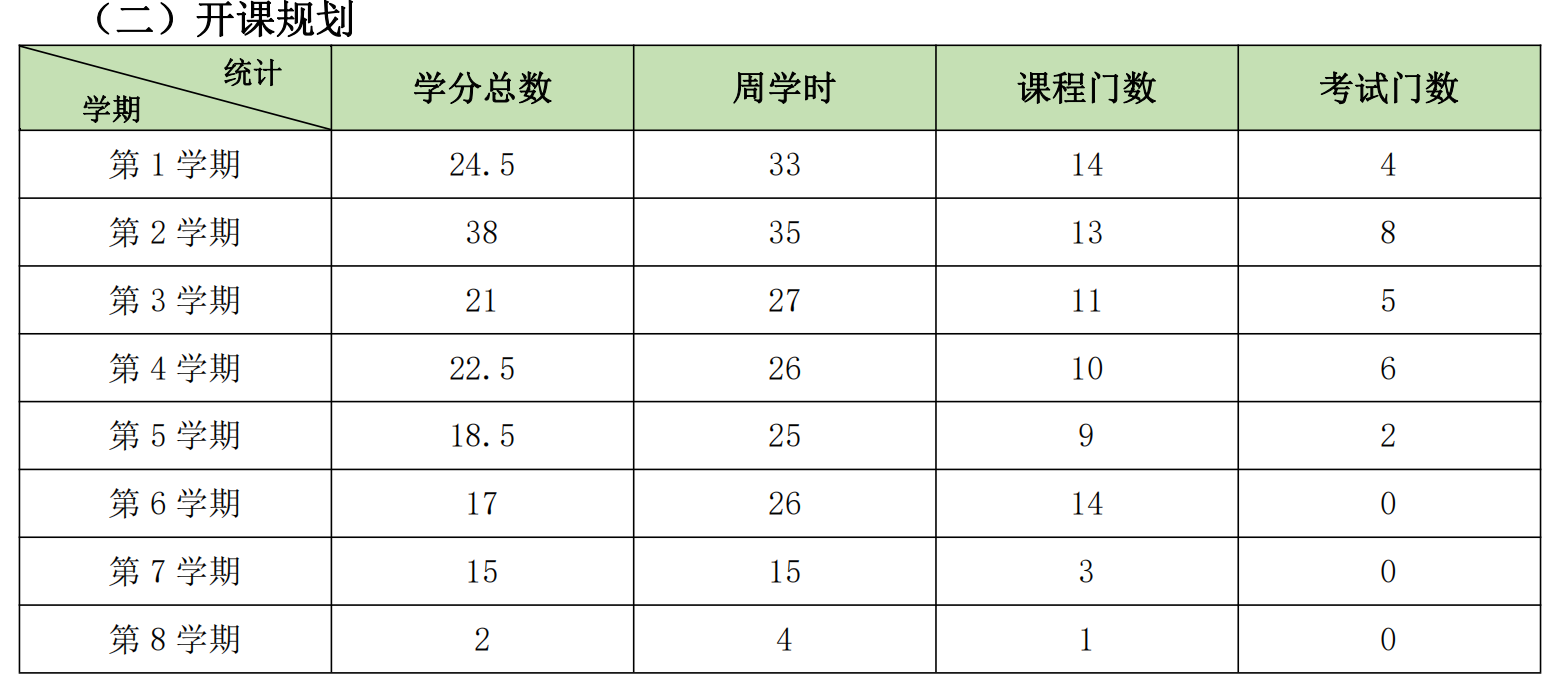 （二）开课规划
统计
学期 学分总数 周学时 课程门数 考试门数
第 1 学期 24.5 33 14 4
第 2 学期 38 35 13 8
第 3 学期 21 27 11 5
第 4 学期 22.5 26 10 6
第 5 学期 18.5 25 9 2
第 6 学期 17 26 14 0
第 7 学期 15 15 3 0
第 8 学期 2 4 1 0